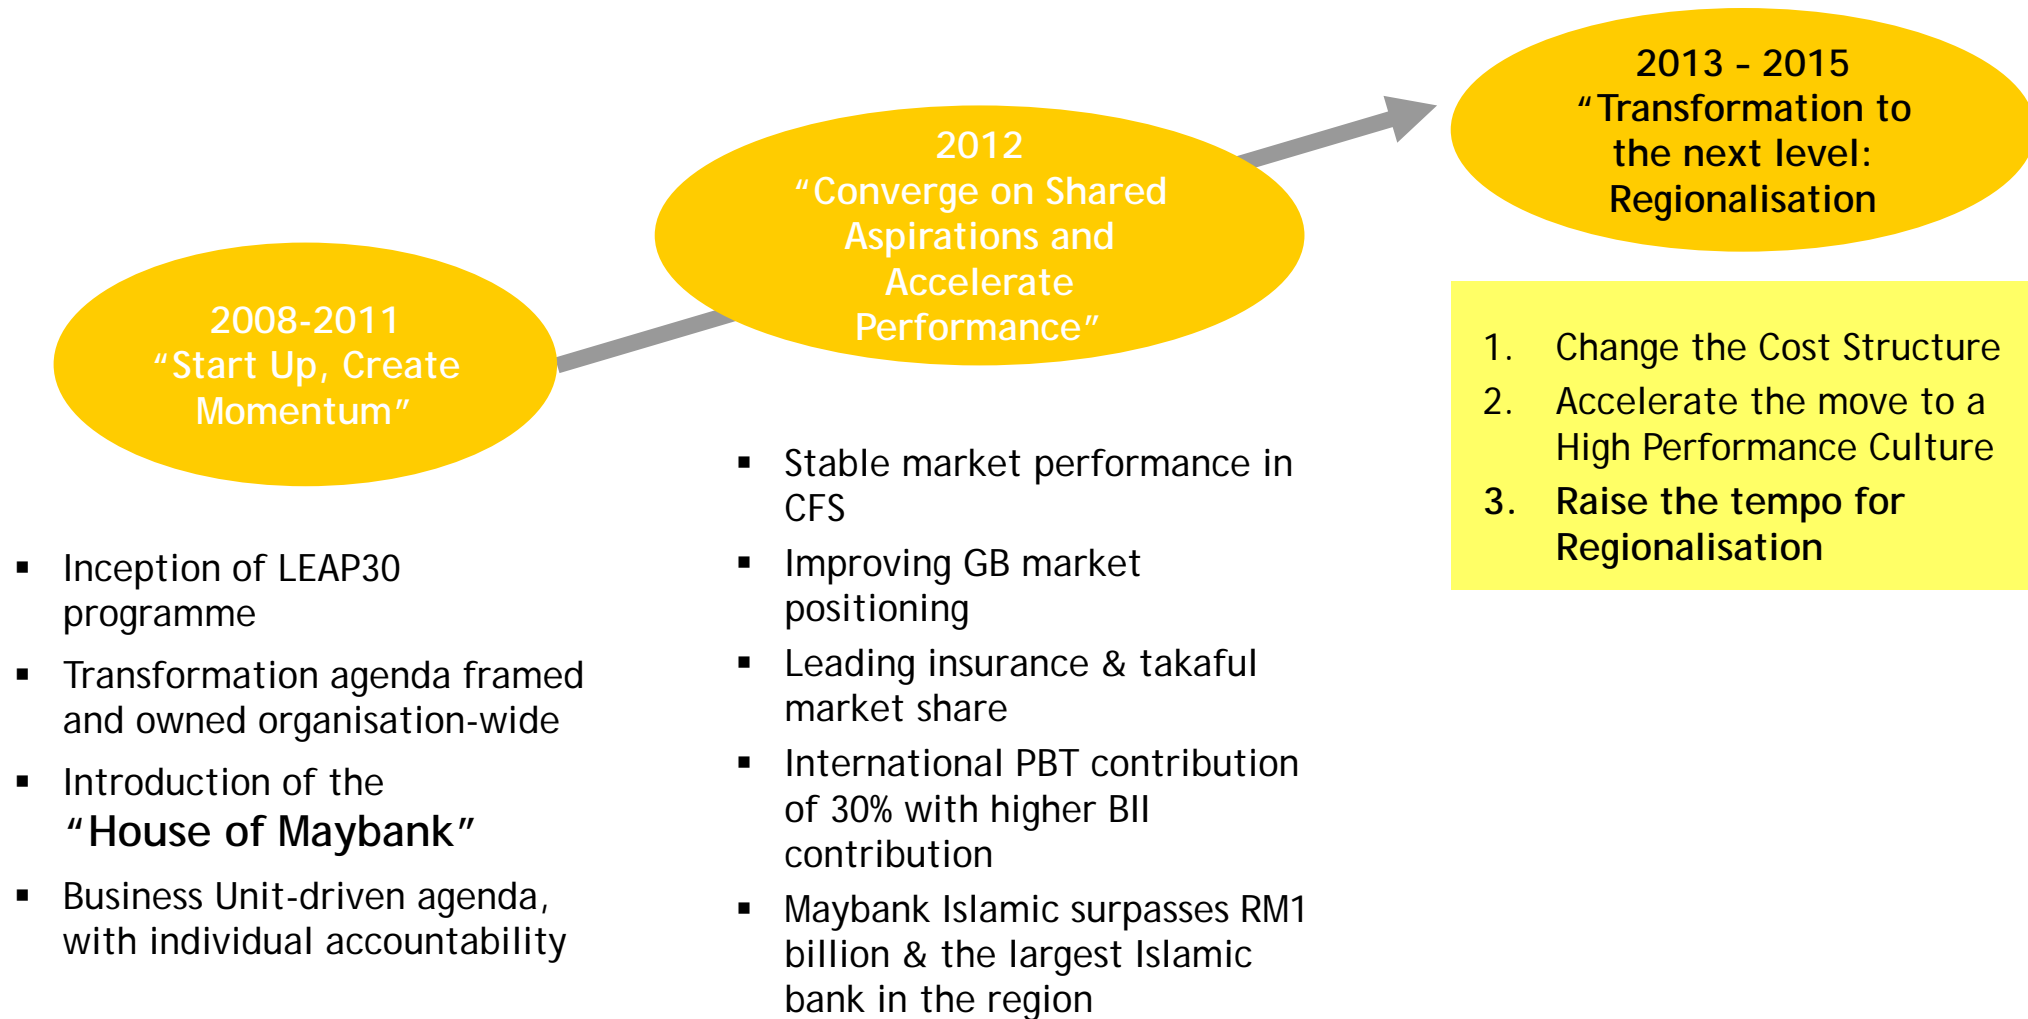 2008-2011
“Start Up, Create
Momentum”
▪ Inception of LEAP30
programme
▪ Transformation agenda framed
and owned organisation-wide
▪ Introduction of the
“House of Maybank”
▪ Business Unit-driven agenda,
with individual accountability
2012
“Converge on Shared
Aspirations and
Accelerate
Performance”
▪ Stable market performance in
CFS
▪ Improving GB market
positioning
▪ Leading insurance & takaful
market share
▪ International PBT contribution
of 30% with higher BII
contribution
▪ Maybank Islamic surpasses RM1
billion & the largest Islamic
bank in the region
2013 – 2015
“Transformation to
the next level:
Regionalisation
1. Change the Cost Structure
2. Accelerate the move to a
High Performance Culture
3. Raise the tempo for
Regionalisation